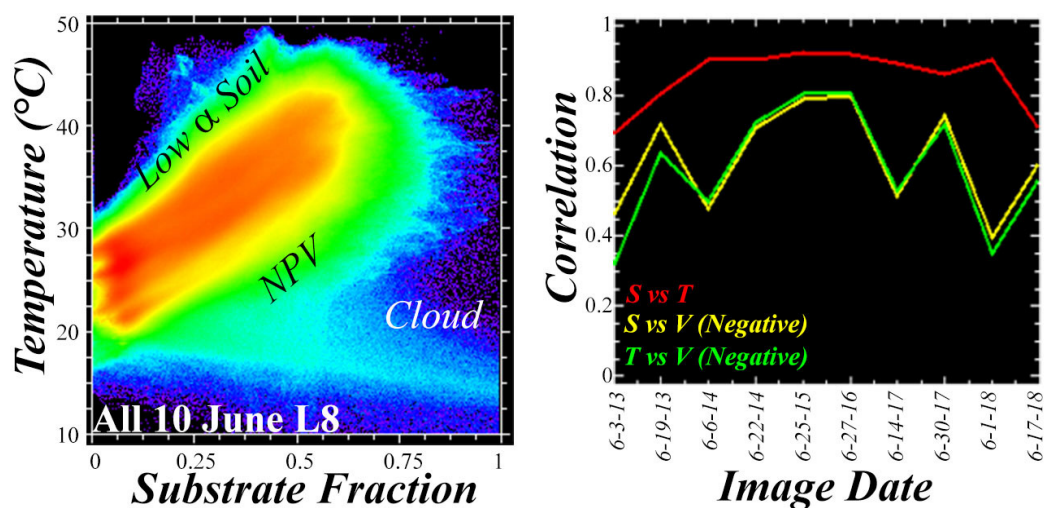 50
40
30
20
10
Temperature (°C)
Low α Soil
NPV
Cloud
All 10 June L8
0
0.25
0.5
0.75
1
Substrate Fraction
1
0.8
0.6
0.4
0.2
0
Correlation
S vs T
S vs V (Negative)
T vs V (Negative)
6-3-13
6-19-13
6-6-14
6-22-14
6-25-15
6-27-16
6-14-17
6-30-17
6-1-18
6-17-18
Image Date